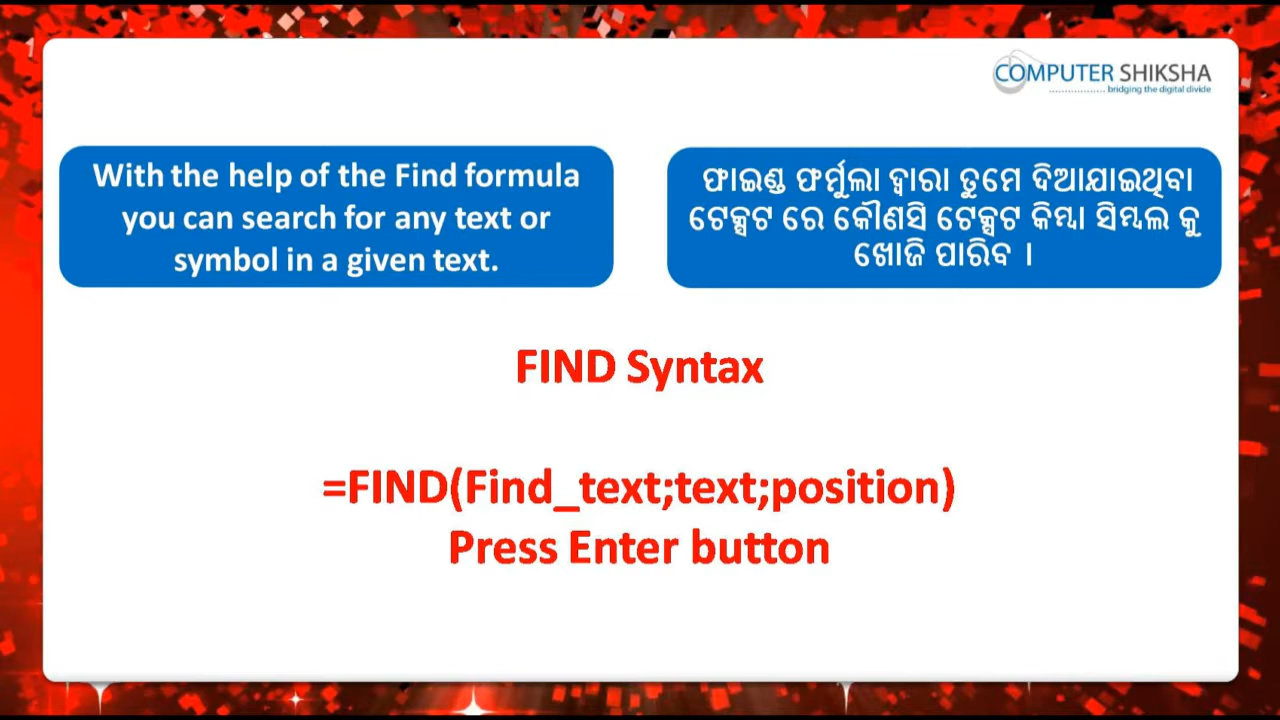 COMPUTER SHIKSHA
bridging the digital divide
With the help of the Find formula
you can search for any text or
symbol in a given text.
ଫାଇଣ୍ଡ ଫର୍ମୁଲା ଦ୍ୱାରା ତୁମେ ଦିଆଯାଇଥିବା
ଟେକ୍ସଟ ରେ କୌଣସି ଟେକ୍ସଟ କିମ୍ବା ସିମ୍ବଲ କୁ
ଖୋଜି ପାରିବ ।
FIND Syntax
=FIND(Find_text;text;position)
Press Enter button